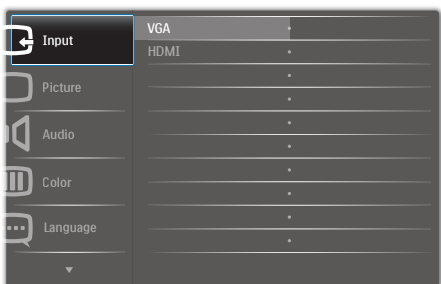 Input
VGA
HDMI
Picture
Audio
Color
Language